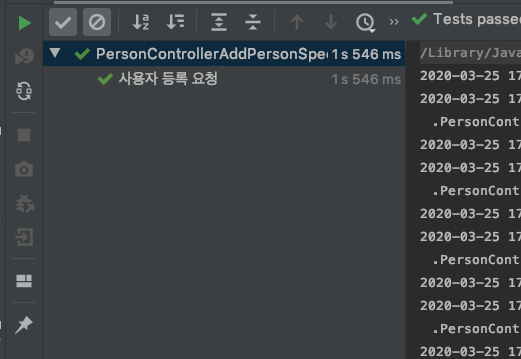 Tests passe
PersonControllerAddPersonSpe 1 s 546 ms
사용자 등록 요청 1 s 546 ms
/Library/Java
2020-03-25 17
2020-03-25 17
.PersonCont
2020-03-25 17
2020-03-25 17
.PersonCont
2020-03-25 17
2020-03-25 17
.PersonCont
2020-03-25 17
2020-03-25 17
.PersonCont
2020-03-25 17